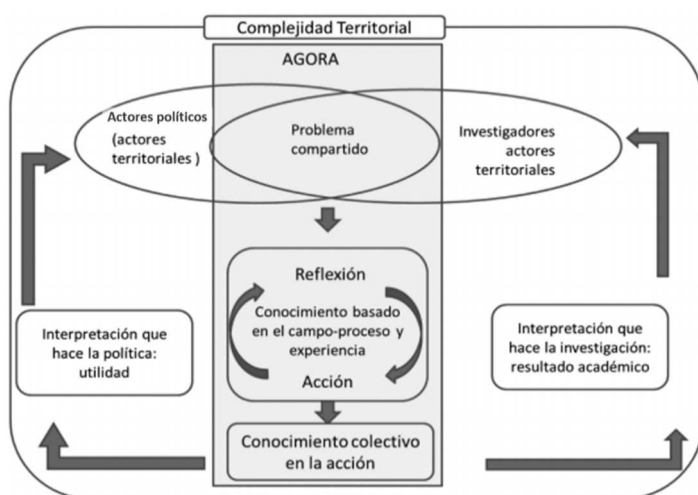 Complejidad Territorial
AGORA
Actores políticos
(actores
territoriales )
Problema
compartido
Investigadores
actores
territoriales
Reflexión
Conocimiento basado
en el campo-proceso y
experiencia
Acción
Interpretación que
hace la política:
utilidad
Interpretación que
hace la investigación:
resultado académico
Conocimiento colectivo
en la acción